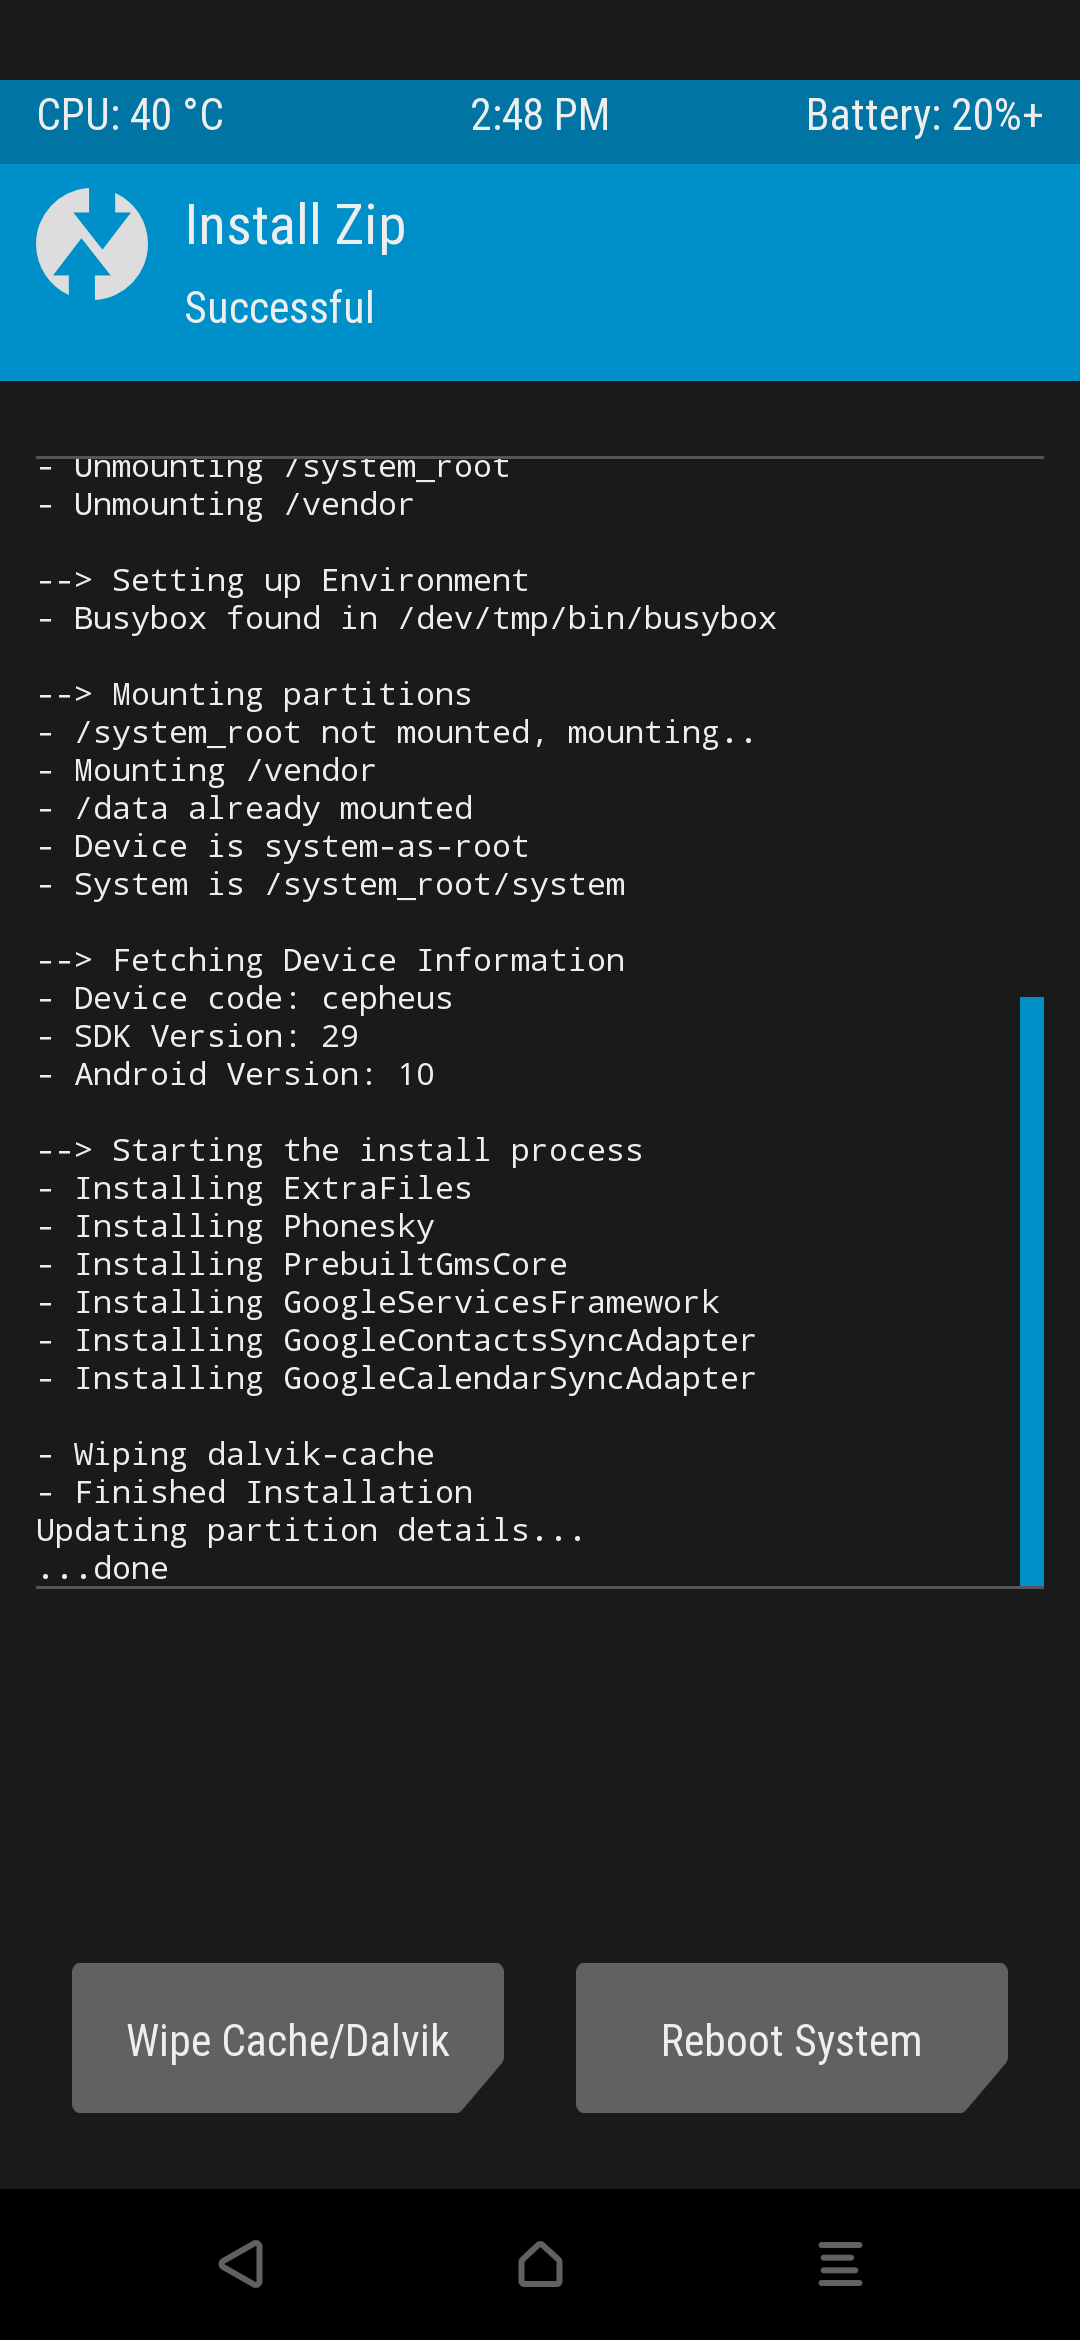 CPU: 40 °C 2:48 PM Battery: 20%+
Install Zip
Successful
- Unmounting /system_root
- Unmounting /vendor
--> Setting up Environment
- Busybox found in /dev/tmp/bin/busybox
--> Mounting partitions
- /system_root not mounted, mounting..
- Mounting /vendor
- /data already mounted
- Device is system-as-root
- System is /system_root/system
--> Fetching Device Information
- Device code: cepheus
- SDK Version: 29
- Android Version: 10
--> Starting the install process
- Installing ExtraFiles
- Installing Phonesky
- Installing PrebuiltGmsCore
- Installing GoogleServicesFramework
- Installing GoogleContactsSyncAdapter
- Installing GoogleCalendarSyncAdapter
- Wiping dalvik-cache
- Finished Installation
Updating partition details...
...done
Wipe Cache/Dalvik Reboot System